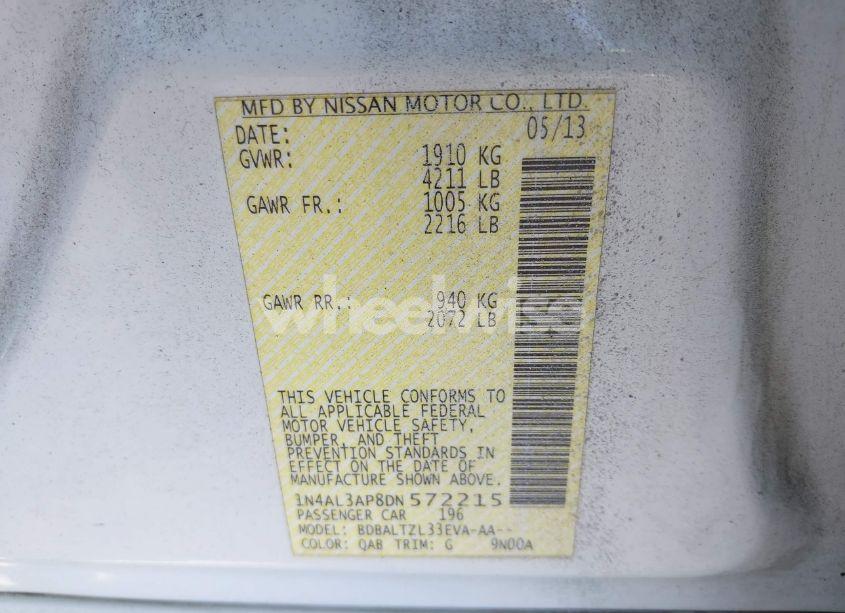 MFD BY NISSAN MOTOR CO., LTD.
DATE: 05/13
GVWR: 1910 KG
4211 LB
GAWR FR.: 1005 KG
2216 LB
GAWR RR.: 940 KG
2072 LB
wheelwise
THIS VEHICLE CONFORMS TO
ALL APPLICABLE FEDERAL
MOTOR VEHICLE SAFETY,
BUMPER, AND THEFT
PREVENTION STANDARDS IN
EFFECT ON THE DATE OF
MANUFACTURE SHOWN ABOVE.
1N4AL3AP8DN572215
PASSENGER CAR 196
MODEL: BDBALTZL33EVA-AA--
COLOR: QAB TRIM: G 9N00A